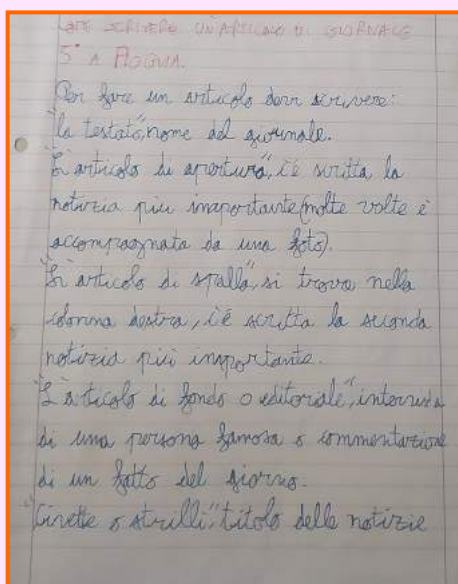 COME SCRIVERE UN'ARTICOLO DI GIORNALE
5° A
Per fare un articolo devi scrivere:
"la testata", nome del giornale.
"L'articolo di apertura", c'è scritta la
notizia più importante (molte volte è
accompagnata da una foto).
"L'articolo di spalla", si trova nella
colonna destra, c'è scritta la seconda
notizia più importante.
"L'articolo di fondo o editoriale", intervista
di una persona famosa o commentazione
di un fatto del giorno.
"Civette o strilli", titolo delle notizie